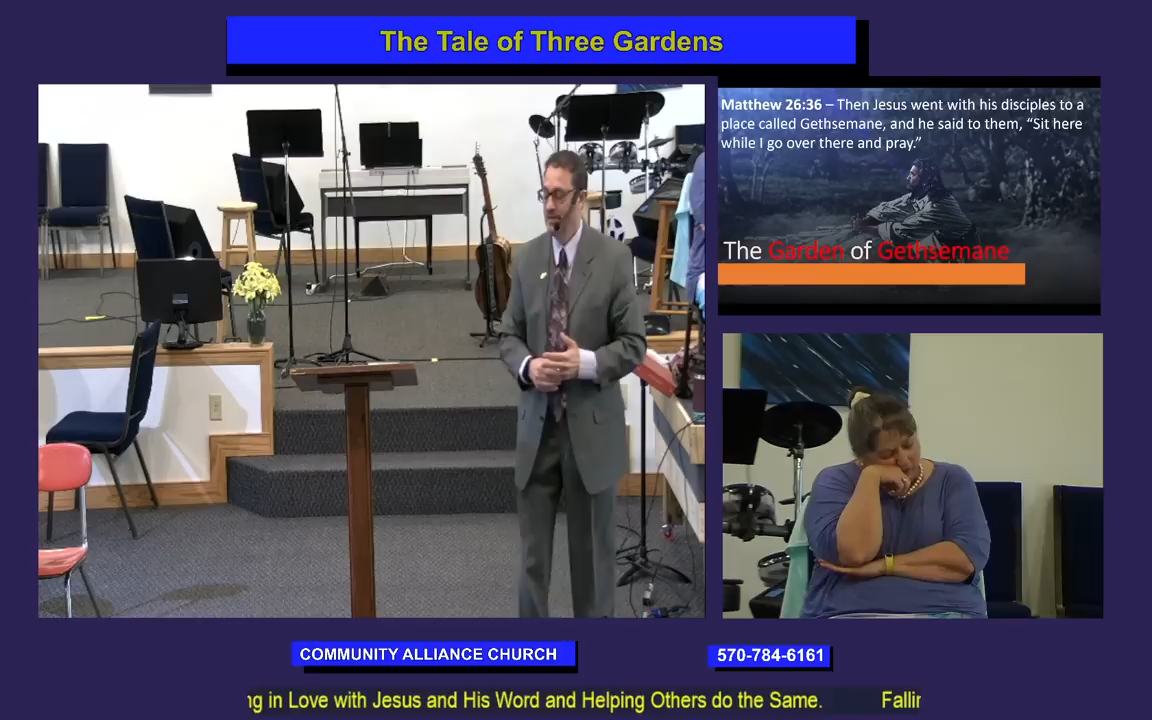 The Tale of Three Gardens
Matthew 26:36 – Then Jesus went with his disciples to a
place called Gethsemane, and he said to them, “Sit here
while I go over there and pray.”
The Garden of Gethsemane
COMMUNITY ALLIANCE CHURCH
570-784-6161
ng in Love with Jesus and His Word and Helping Others do the Same. Fallin